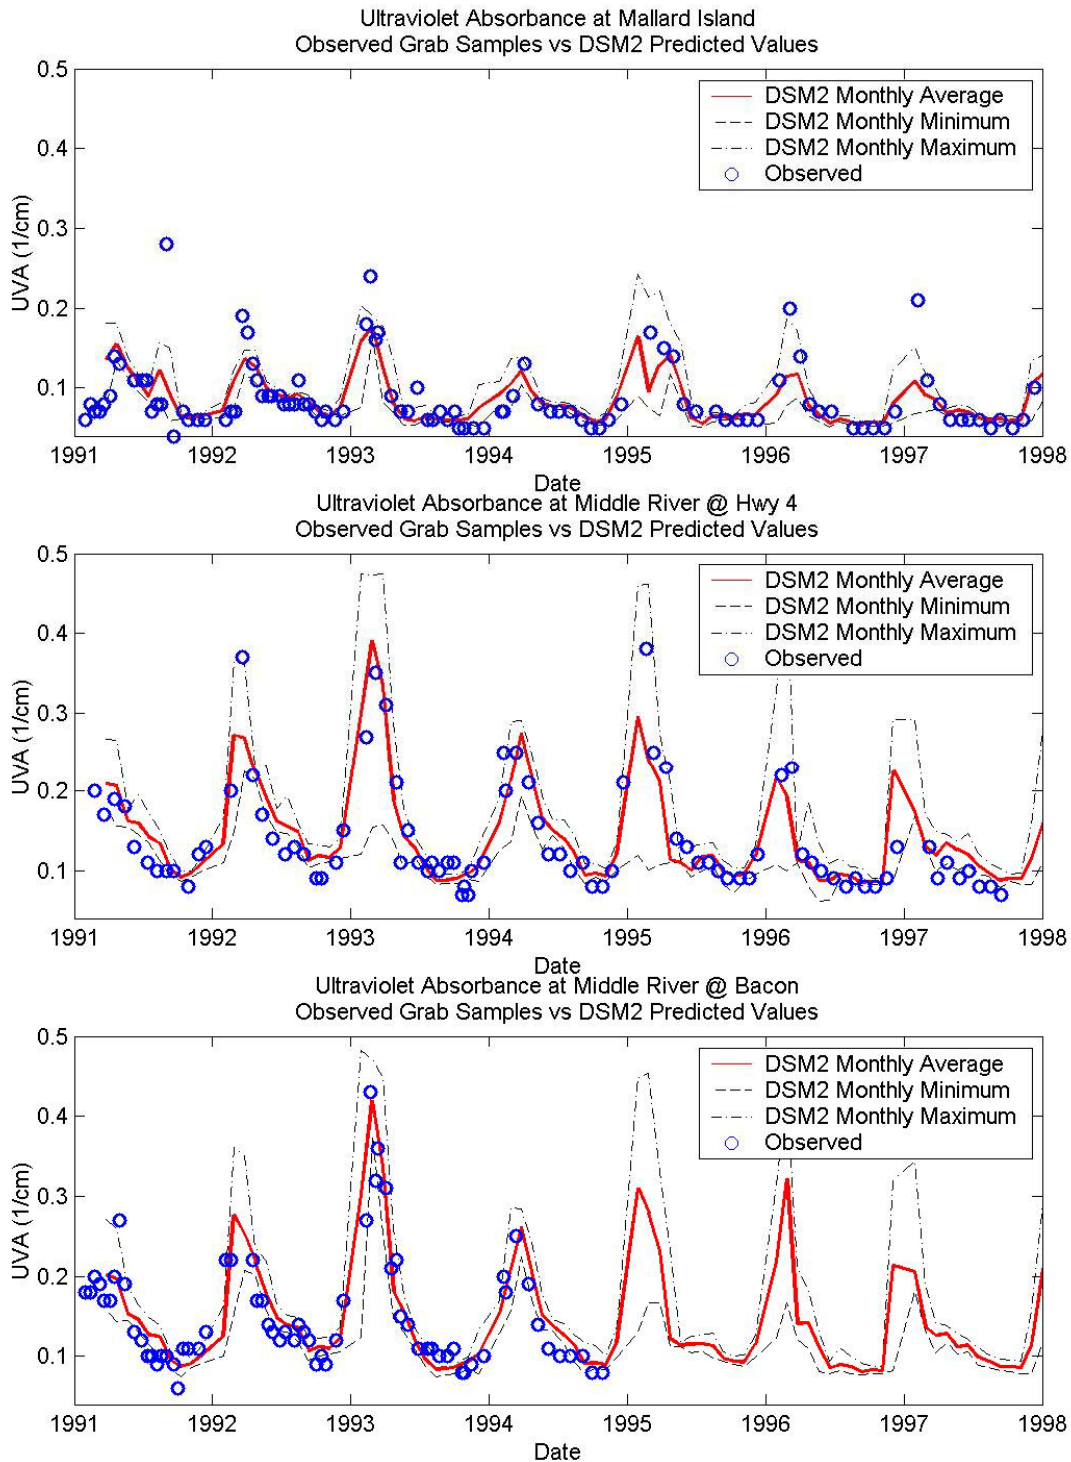 Ultraviolet Absorbance at Mallard Island
Observed Grab Samples vs DSM2 Predicted Values
0.5
0.4
0.3
0.2
0.1
UVA (1/cm)
DSM2 Monthly Average
DSM2 Monthly Minimum
DSM2 Monthly Maximum
Observed
1991 1992 1993 1994 1995 1996 1997 1998
Date
Ultraviolet Absorbance at Middle River @ Hwy 4
Observed Grab Samples vs DSM2 Predicted Values
0.5
0.4
0.3
0.2
0.1
UVA (1/cm)
DSM2 Monthly Average
DSM2 Monthly Minimum
DSM2 Monthly Maximum
Observed
1991 1992 1993 1994 1995 1996 1997 1998
Date
Ultraviolet Absorbance at Middle River @ Bacon
Observed Grab Samples vs DSM2 Predicted Values
0.5
0.4
0.3
0.2
0.1
UVA (1/cm)
DSM2 Monthly Average
DSM2 Monthly Minimum
DSM2 Monthly Maximum
Observed
1991 1992 1993 1994 1995 1996 1997 1998
Date